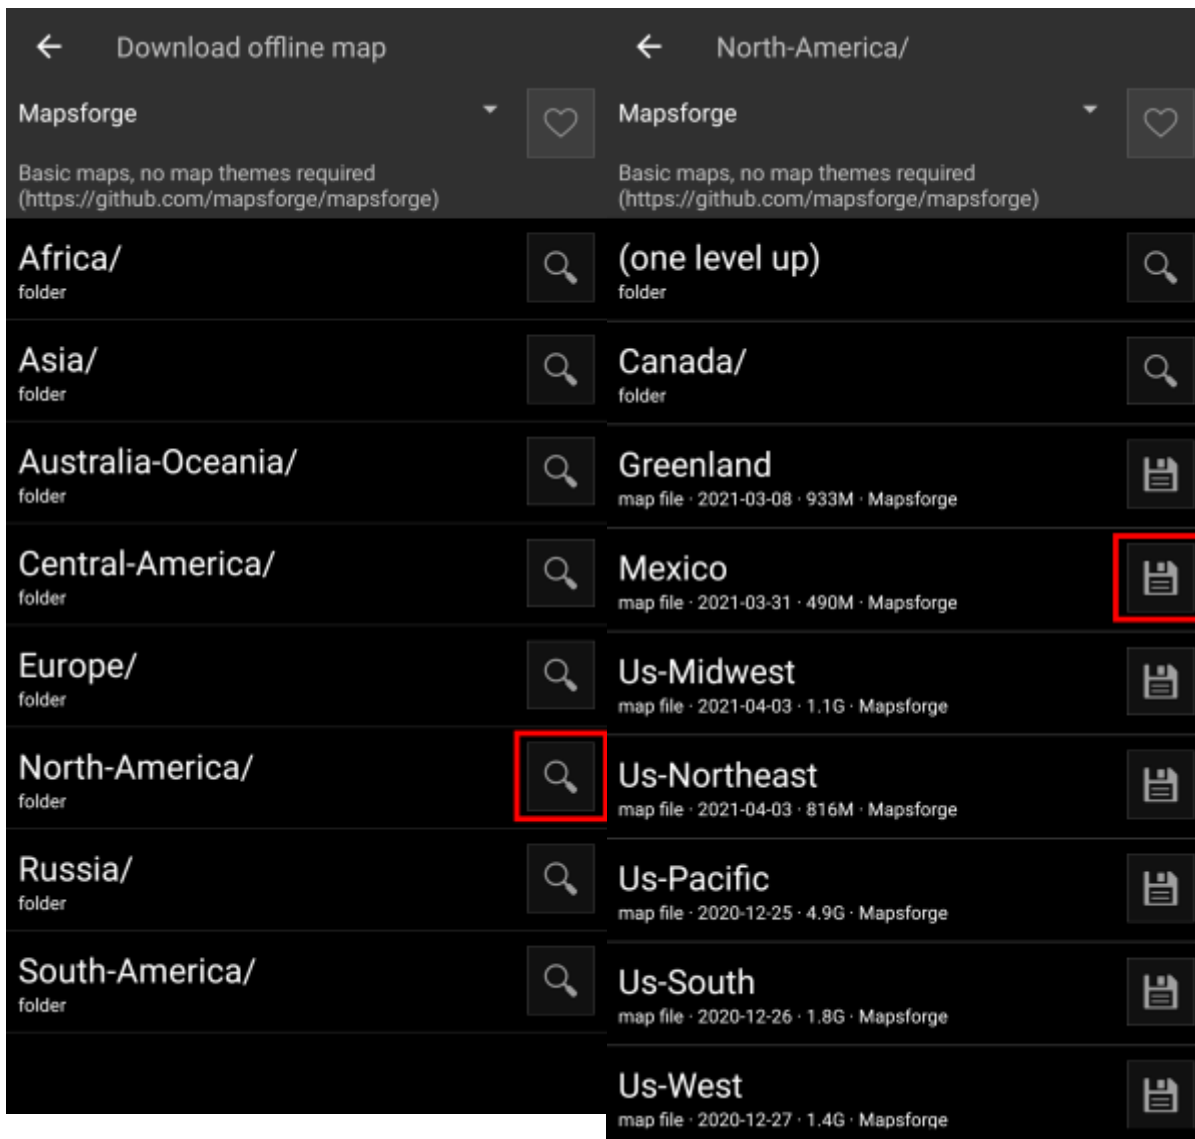 Download offline map
Mapsforge
Basic maps, no map themes required
(https://github.com/mapsforge/mapsforge)
Africa/
folder
Asia/
folder
Australia-Oceania/
folder
Central-America/
folder
Europe/
folder
North-America/
folder
Russia/
folder
South-America/
folder
North-America/
Mapsforge
Basic maps, no map themes required
(https://github.com/mapsforge/mapsforge)
(one level up)
folder
Canada/
folder
Greenland
map file · 2021-03-08 · 933M · Mapsforge
Mexico
map file · 2021-03-31 · 490M · Mapsforge
Us-Midwest
map file · 2021-04-03 · 1.1G · Mapsforge
Us-Northeast
map file · 2021-04-03 · 816M · Mapsforge
Us-Pacific
map file · 2020-12-25 · 4.9G · Mapsforge
Us-South
map file · 2020-12-26 · 1.8G · Mapsforge
Us-West
map file · 2020-12-27 · 1.4G · Mapsforge